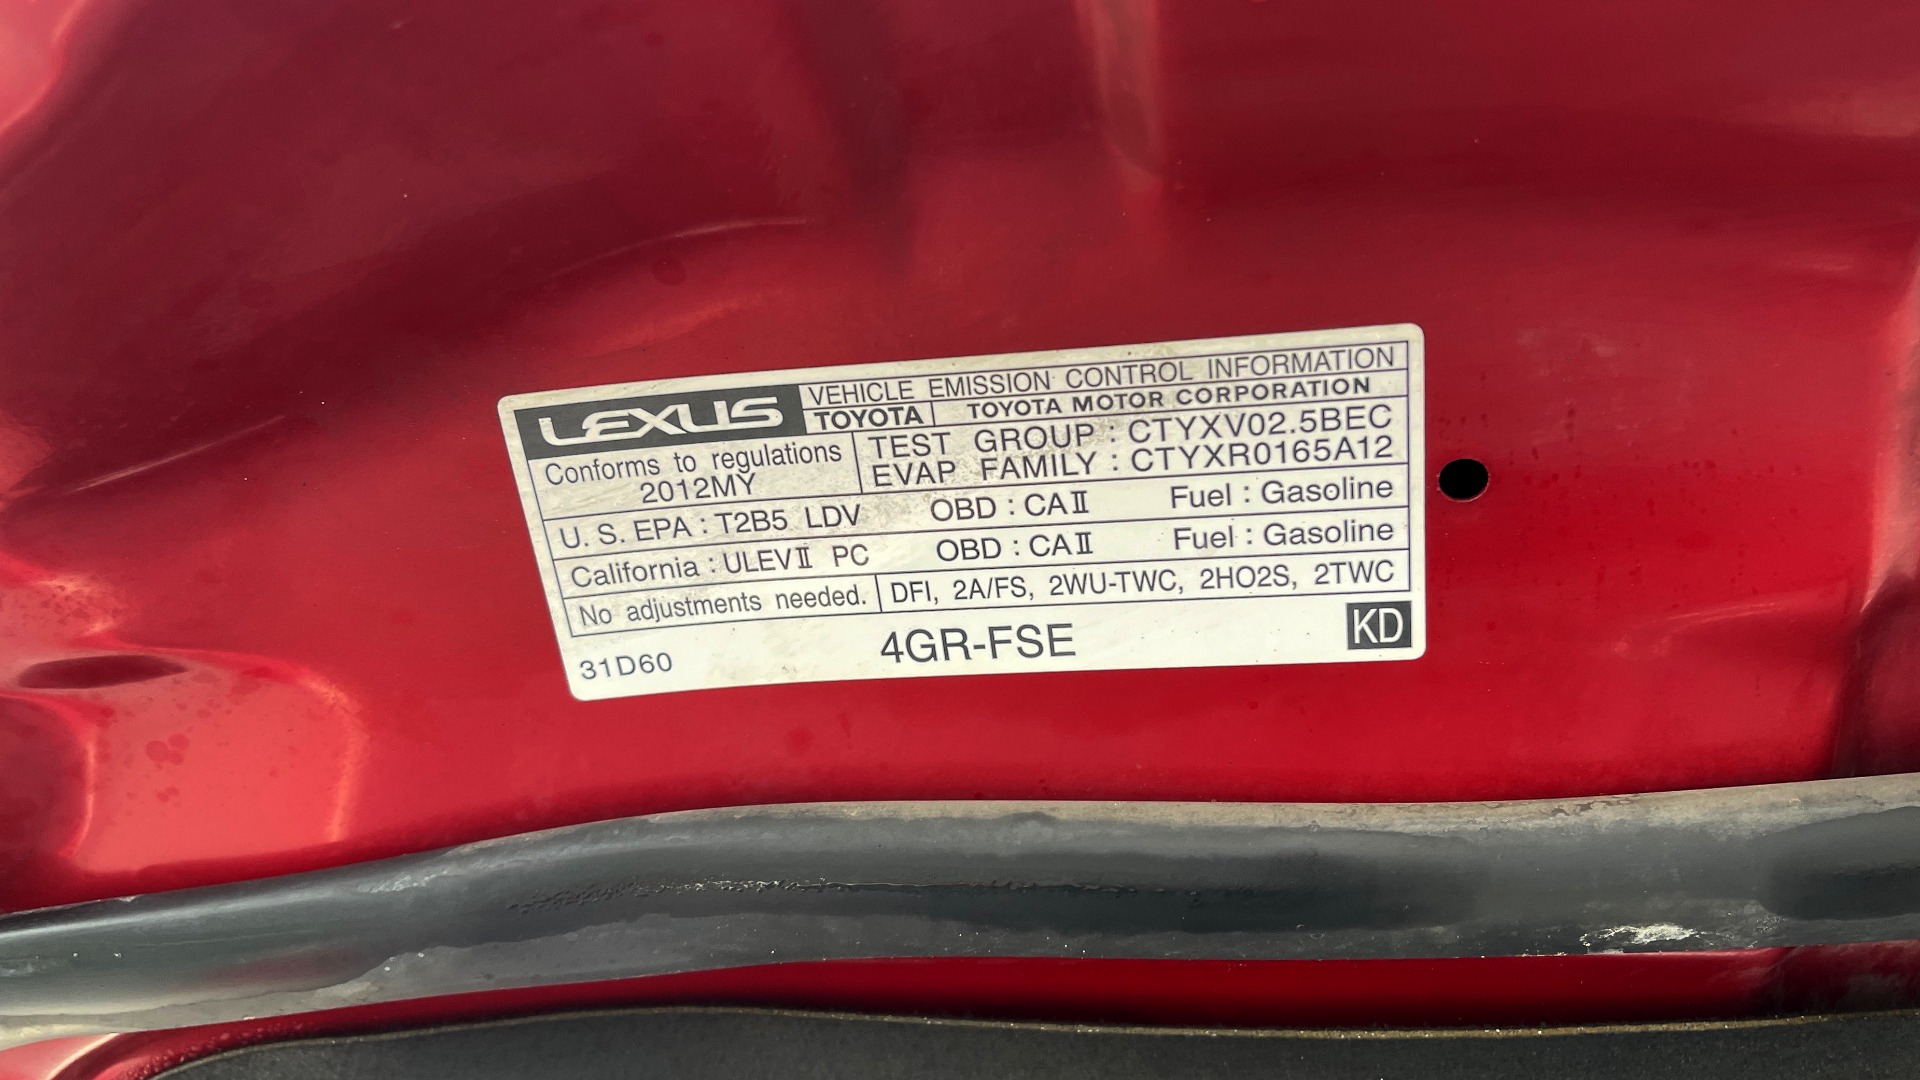 LEXUS VEHICLE EMISSION CONTROL INFORMATION
TOYOTA TOYOTA MOTOR CORPORATION
Conforms to regulations
2012MY
TEST GROUP : CTYXV02.5BEC
EVAP FAMILY : CTYXR0165A12
U. S. EPA : T2B5 LDV OBD : CAⅡ Fuel : Gasoline
California : ULEVⅡ PC OBD : CAⅡ Fuel : Gasoline
No adjustments needed. DFI, 2A/FS, 2WU-TWC, 2HO2S, 2TWC
31D60 4GR-FSE KD